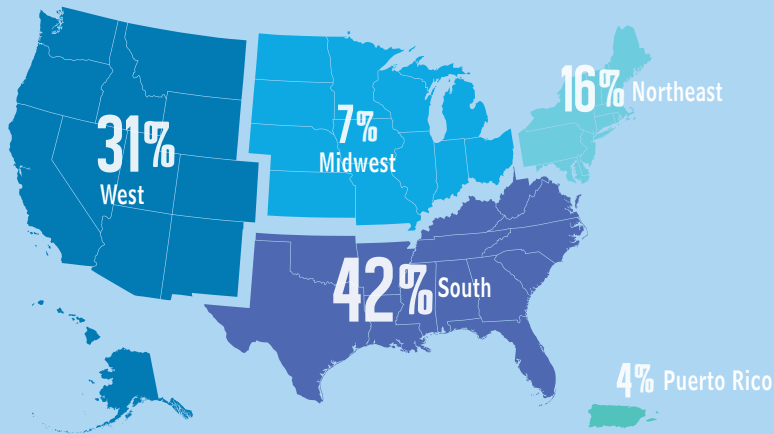 31%
West
7%
Midwest
16% Northeast
42% South
4% Puerto Rico